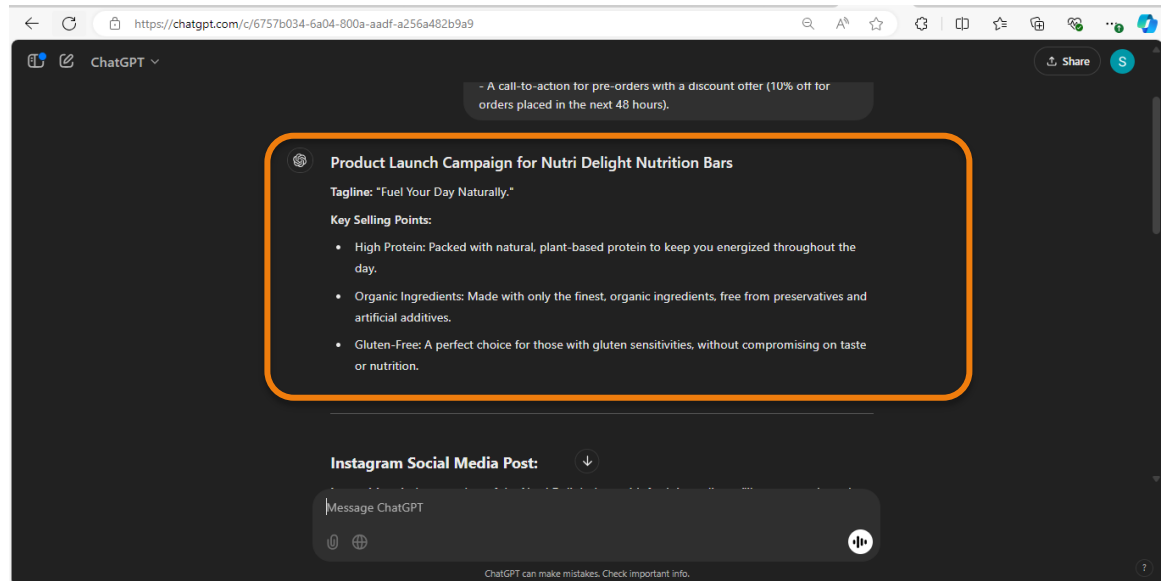 https://chatgpt.com/c/6757b034-6a04-800a-aadf-a256a482b9a9
ChatGPT
Share
S
- A call-to-action for pre-orders with a discount offer (10% off for
orders placed in the next 48 hours).
Product Launch Campaign for Nutri Delight Nutrition Bars
Tagline: "Fuel Your Day Naturally."
Key Selling Points:
• High Protein: Packed with natural, plant-based protein to keep you energized throughout the
day.
• Organic Ingredients: Made with only the finest, organic ingredients, free from preservatives and
artificial additives.
• Gluten-Free: A perfect choice for those with gluten sensitivities, without compromising on taste
or nutrition.
Instagram Social Media Post:
Message ChatGPT
ChatGPT can make mistakes. Check important info.
?